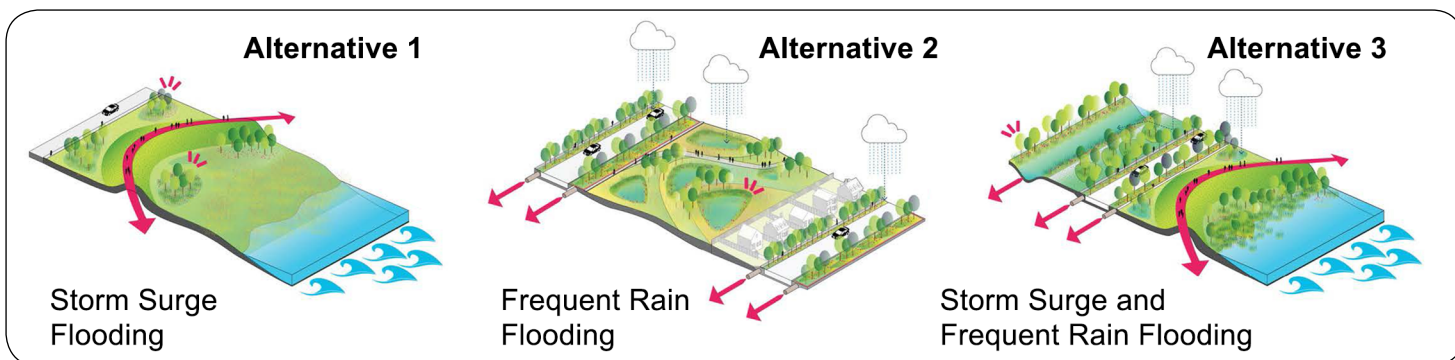 Alternative 1
Storm Surge
Flooding
Alternative 2
Frequent Rain
Flooding
Alternative 3
Storm Surge and
Frequent Rain Flooding